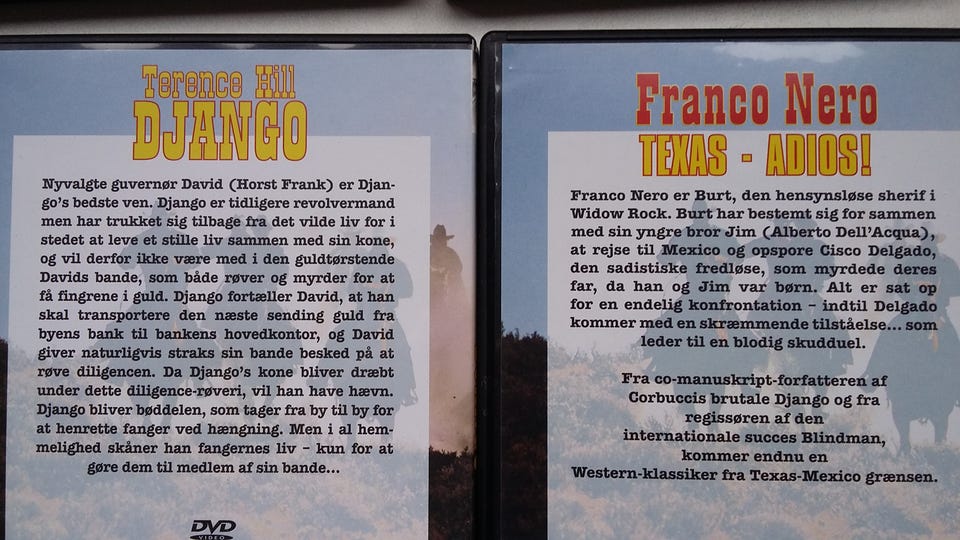 Terence Hill
DJANGO
Nyvalgte guvernør David (Horst Frank) er Djan-
go's bedste ven. Django er tidligere revolvermand
men har trukket sig tilbage fra det vilde liv for i
stedet at leve et stille liv sammen med sin kone,
og vil derfor ikke være med i den guldtørstende
Davids bande, som både røver og myrder for at
få fingrene i guld. Django fortæller David, at han
skal transportere den næste sending guld fra
byens bank til bankens hovedkontor, og David
giver naturligvis straks sin bande besked på at
røve diligencen. Da Django's kone bliver dræbt
under dette diligence-røveri, vil han have hævn.
Django bliver bøddelen, som tager fra by til by for
at henrette fanger ved hængning. Men i al hem-
melighed skåner han fangernes liv – kun for at
gøre dem til medlem af sin bande...
DVD
VIDEO
Franco Nero
TEXAS - ADIOS!
Franco Nero er Burt, den hensynsløse sherif i
Widow Rock. Burt har bestemt sig for sammen
med sin yngre bror Jim (Alberto Dell'Acqua),
at rejse til Mexico og opspore Cisco Delgado,
den sadistiske fredløse, som myrdede deres
far, da han og Jim var børn. Alt er sat op
for en endelig konfrontation – indtil Delgado
kommer med en skræmmende tilståelse... som
leder til en blodig skudduel.
Fra co-manuskript-forfatteren af
Corbuccis brutale Django og fra
regissøren af den
internationale succes Blindman,
kommer endnu en
Western-klassiker fra Texas-Mexico grænsen.